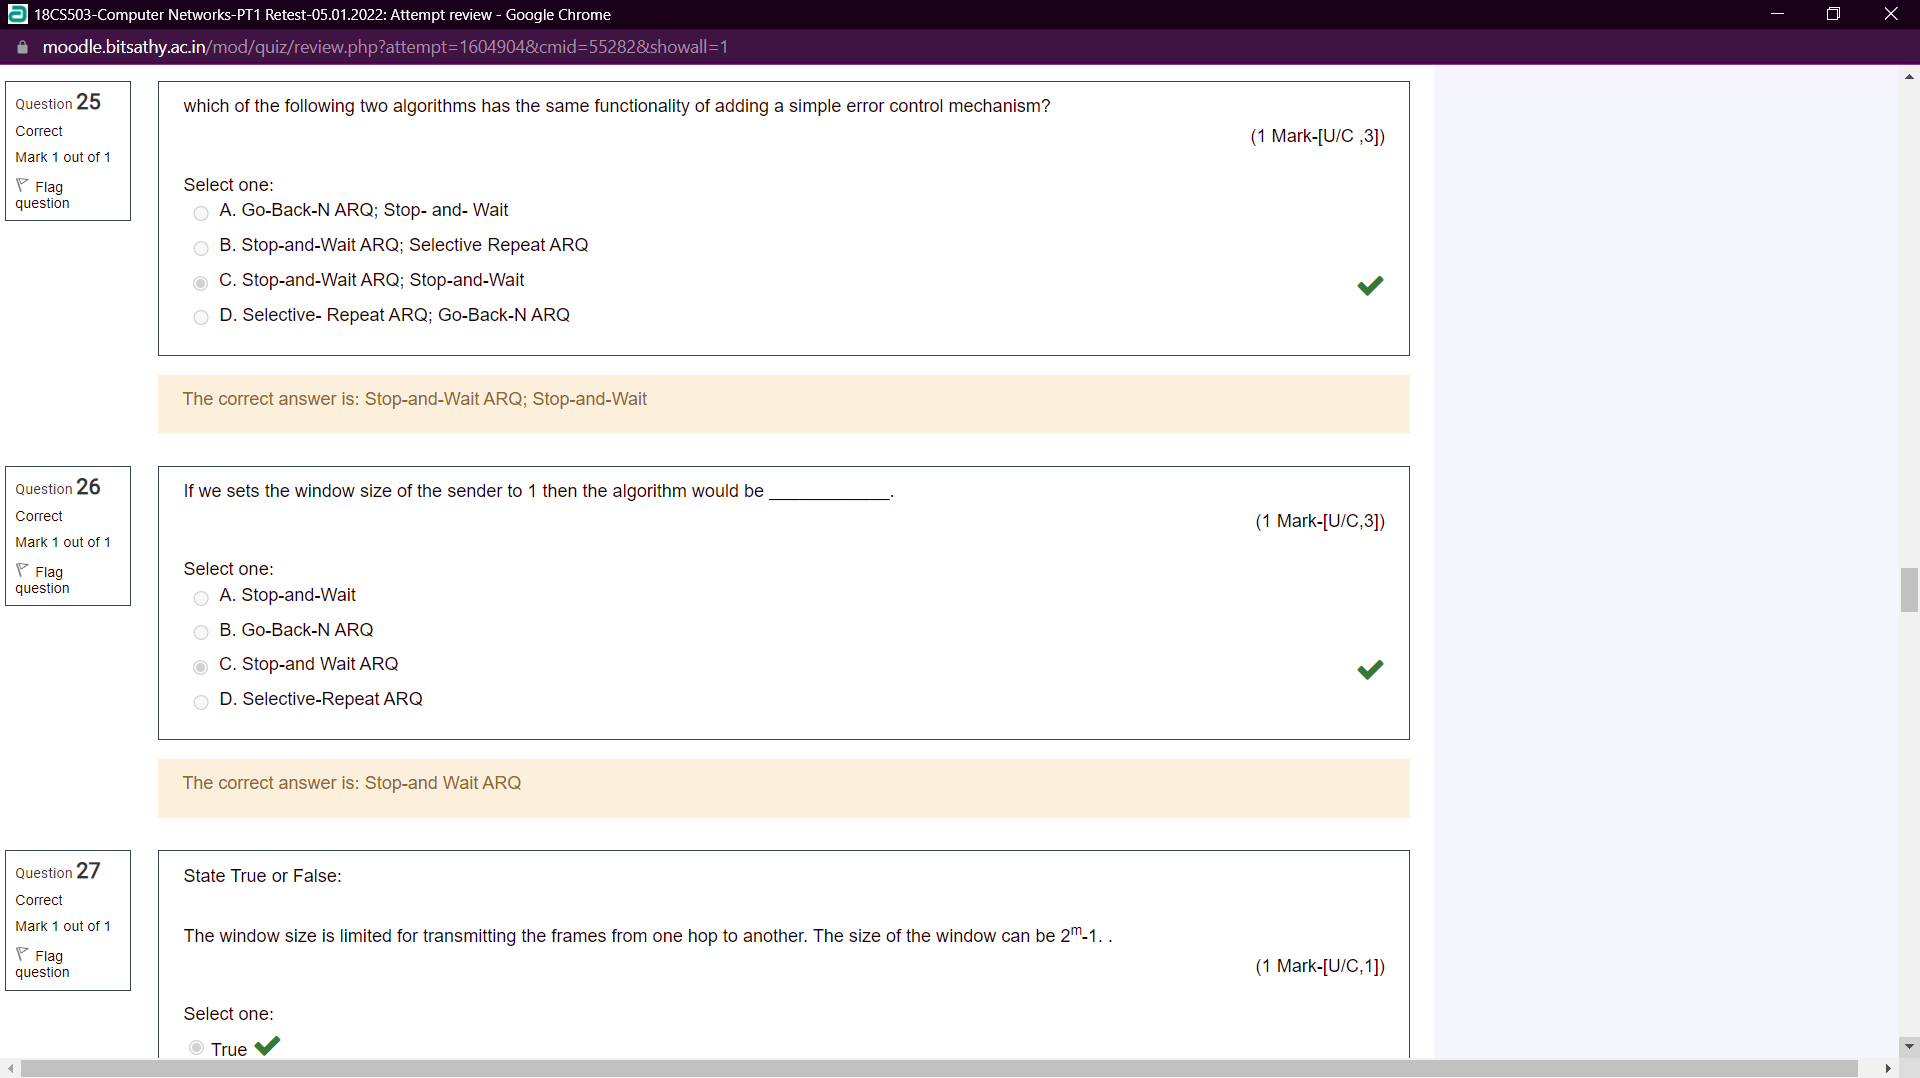 18CS503-Computer Networks-PT1 Retest-05.01.2022: Attempt review - Google Chrome
moodle.bitsathy.ac.in/mod/quiz/review.php?attempt=1604904&cmid=55282&showall=1
Question 25
Correct
Mark 1 out of 1
Flag
question
which of the following two algorithms has the same functionality of adding a simple error control mechanism?
(1 Mark-[U/C ,3])
Select one:
A. Go-Back-N ARQ; Stop- and- Wait
B. Stop-and-Wait ARQ; Selective Repeat ARQ
C. Stop-and-Wait ARQ; Stop-and-Wait
D. Selective- Repeat ARQ; Go-Back-N ARQ
The correct answer is: Stop-and-Wait ARQ; Stop-and-Wait
Question 26
Correct
Mark 1 out of 1
Flag
question
If we sets the window size of the sender to 1 then the algorithm would be ____________.
(1 Mark-[U/C,3])
Select one:
A. Stop-and-Wait
B. Go-Back-N ARQ
C. Stop-and Wait ARQ
D. Selective-Repeat ARQ
The correct answer is: Stop-and Wait ARQ
Question 27
Correct
Mark 1 out of 1
Flag
question
State True or False:
The window size is limited for transmitting the frames from one hop to another. The size of the window can be 2^m-1. .
(1 Mark-[U/C,1])
Select one:
True